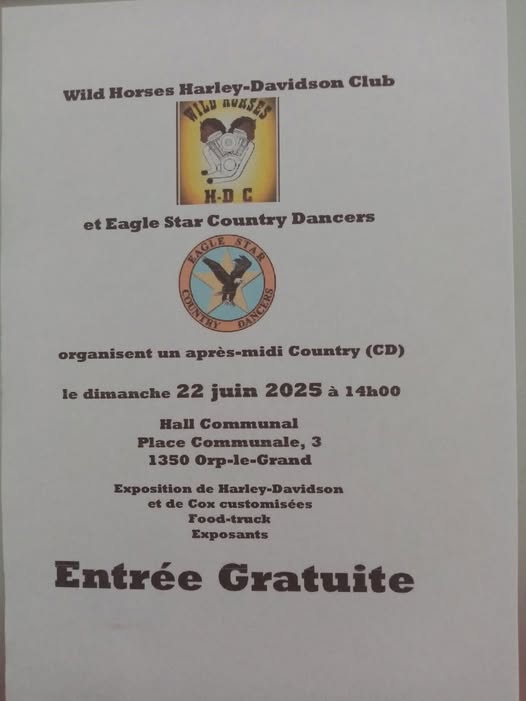 Wild Horses Harley-Davidson Club
WILD HORSES
H-D C
et Eagle Star Country Dancers
EAGLE STAR
COUNTRY DANCERS
organisent un après-midi Country (CD)
le dimanche 22 juin 2025 à 14h00
Hall Communal
Place Communale, 3
1350 Orp-le-Grand
Exposition de Harley-Davidson
et de Cox customisées
Food-truck
Exposants
Entrée Gratuite